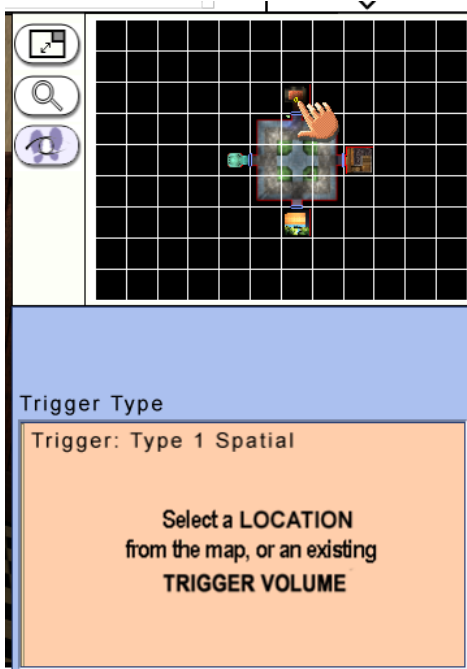 Trigger Type
Trigger: Type 1 Spatial
Select a LOCATION
from the map, or an existing
TRIGGER VOLUME